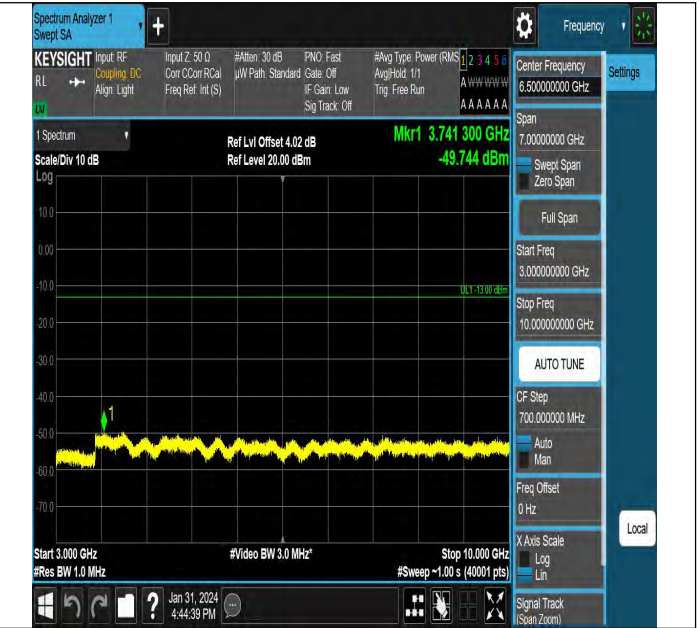 Spectrum Analyzer 1
Swept SA
+
Frequency
KEYSIGHT
RL
LV
Input: RF
Coupling: DC
Align: Light
Input Z: 50 Ω
Corr CCorr RCal
Freq Ref: Int (S)
#Atten: 30 dB
µW Path: Standard
PNO: Fast
Gate: Off
IF Gain: Low
Sig Track: Off
#Avg Type: Power (RMS
Avg|Hold: 1/1
Trig: Free Run
1 2 3 4 5 6
A W W W W W
A A A A A A
1 Spectrum
Scale/Div 10 dB
Log
Ref Lvl Offset 4.02 dB
Ref Level 20.00 dBm
Mkr1 3.741 300 GHz
-49.744 dBm
10.0
0.00
-10.0
-20.0
-30.0
-40.0
-50.0
-60.0
-70.0
DL1 -13.00 dBm
1
Start 3.000 GHz
#Res BW 1.0 MHz
#Video BW 3.0 MHz*
Stop 10.000 GHz
#Sweep ~1.00 s (40001 pts)
?
Jan 31, 2024
4:44:39 PM
Center Frequency
6.500000000 GHz
Settings
Span
7.00000000 GHz
Swept Span
Zero Span
Full Span
Start Freq
3.000000000 GHz
Stop Freq
10.000000000 GHz
AUTO TUNE
CF Step
700.000000 MHz
Auto
Man
Freq Offset
0 Hz
X Axis Scale
Log
Lin
Local
Signal Track
(Span Zoom)